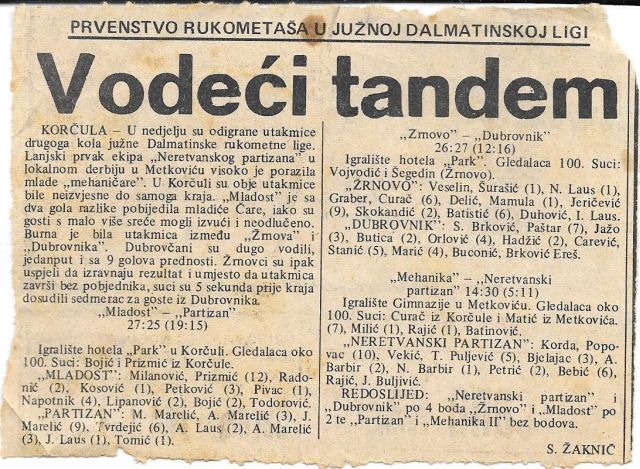 PRVENSTVO RUKOMETAŠA U JUŽNOJ DALMATINSKOJ LIGI
Vodeći tandem
KORČULA — U nedjelju su odigrane utakmice
drugoga kola južne Dalmatinske rukometne lige.
Lanjski prvak ekipa „Neretvanskog partizana” u
lokalnom derbiju u Metkoviću visoko je porazila
mlade „mehaničare”. U Korčuli su obje utakmice
bile neizvjesne do samoga kraja. „Mladost” je sa
dva gola razlike pobijedila mladiće Čare, iako su
gosti s malo više sreće mogli izvući i neodlučeno.
Burna je bila utakmica između „Žrnova” i
„Dubrovnika”. Dubrovčani su dugo vodili,
jedanput i sa 9 golova prednosti. Žrnovci su ipak
uspjeli da izravnaju rezultat i umjesto da utakmica
završi bez pobjednika, suci su 5 sekunda prije kraja
dosudili sedmerac za goste iz Dubrovnika.
„Mladost” — „Partizan”
27:25 (19:15)
Igralište hotela „Park” u Korčuli. Gledalaca oko
100. Suci: Bojić i Prizmić iz Korčule.
„MLADOST”: Milanović, Prizmić (12), Rado-
nić (2), Kosović (1), Petković (3), Pivac (1),
Napotnik (4), Lipanović (2), Bojić (2), Todorović.
„PARTIZAN”: M. Marelić, A. Marelić (3), J.
Marelić (9), Tvrdejić (6), A. Laus (2), A. Marelić
(3), J. Laus (1), Tomić (1).
„Žrnovo” — „Dubrovnik”
26:27 (12:16)
Igralište hotela „Park”. Gledalaca 100. Suci:
Vojvodić i Šegedin (Žrnovo).
„ŽRNOVO”: Veselin, Šurašić (1), N. Laus (1),
Graber, Curać (6), Delić, Mamula (1), Jeričević
(9), Skokandić (2), Batistić (6), Duhović, I. Laus.
„DUBROVNIK”: S. Brković, Paštar (7), Jažo
(3), Butica (2), Orlović (4), Hadžić (2), Carević,
Stanić (5), Marić (4), Buconić, Brković Ereš.
„Mehanika” — „Neretvanski
partizan” 14:30 (5:11)
Igralište Gimnazije u Metkoviću. Gledalaca oko
100. Suci: Curać iz Korčule i Matić iz Metkovića.
(7), Milić (1), Rajić (1), Batinović.
„NERETVANSKI PARTIZAN”: Korda, Popo-
vac (10), Vekić, T. Puljević (5), Bjelajac (3), A.
Barbir (2), N. Barbir (1), Petrić (2), Bebić (6),
Rajić, J. Buljivić.
REDOSLIJED: „Neretvanski partizan” i
„Dubrovnik” po 4 boda „Žrnovo” i „Mladost” po
2 te „Partizan” i „Mehanika II” bez bodova.
S. ŽAKNIĆ